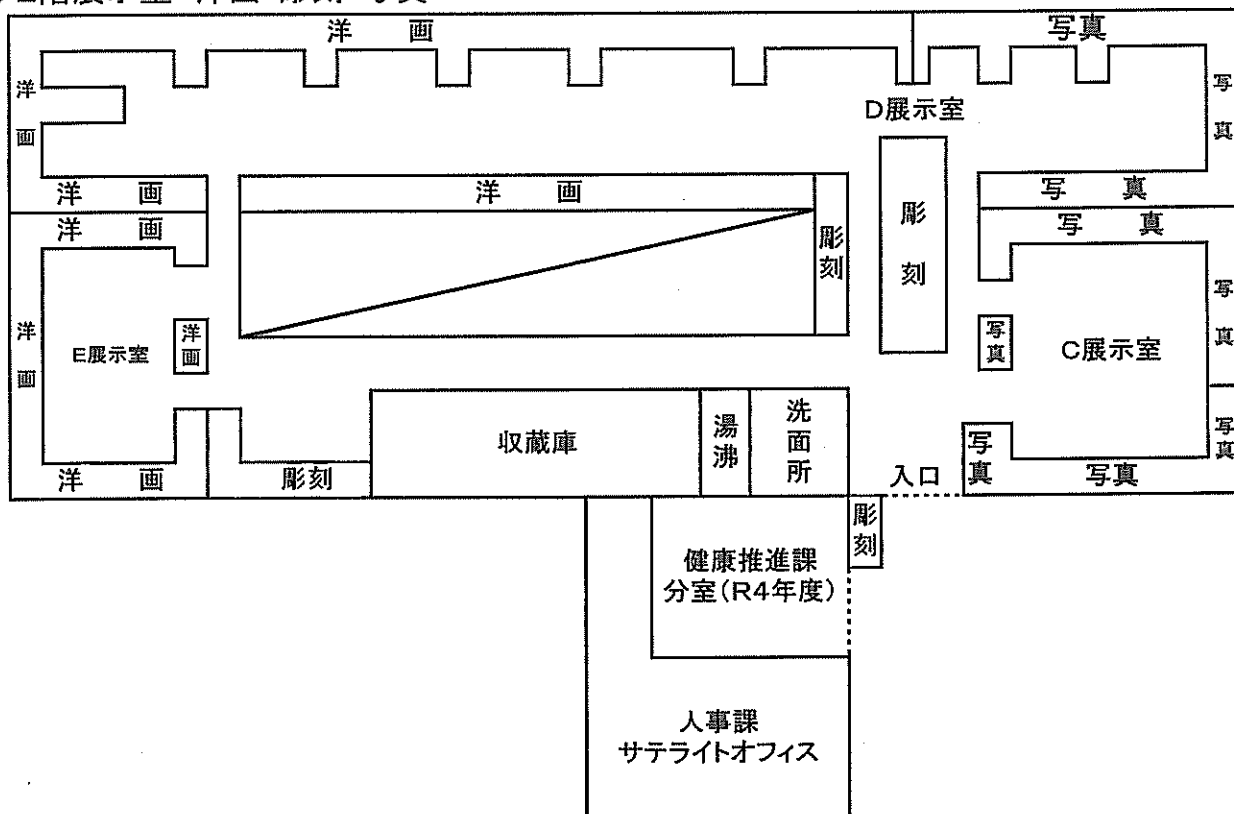 洋 画
写真
洋画
写真
D展示室
洋 画
洋 画
彫刻
彫刻
写 真
洋 画
写 真
洋画
E展示室
洋画
写真
C展示室
写真
収蔵庫
湯沸
洗面所
入口
写真
写真
写真
洋 画
彫刻
彫刻
健康推進課
分室(R4年度)
人事課
サテライトオフィス